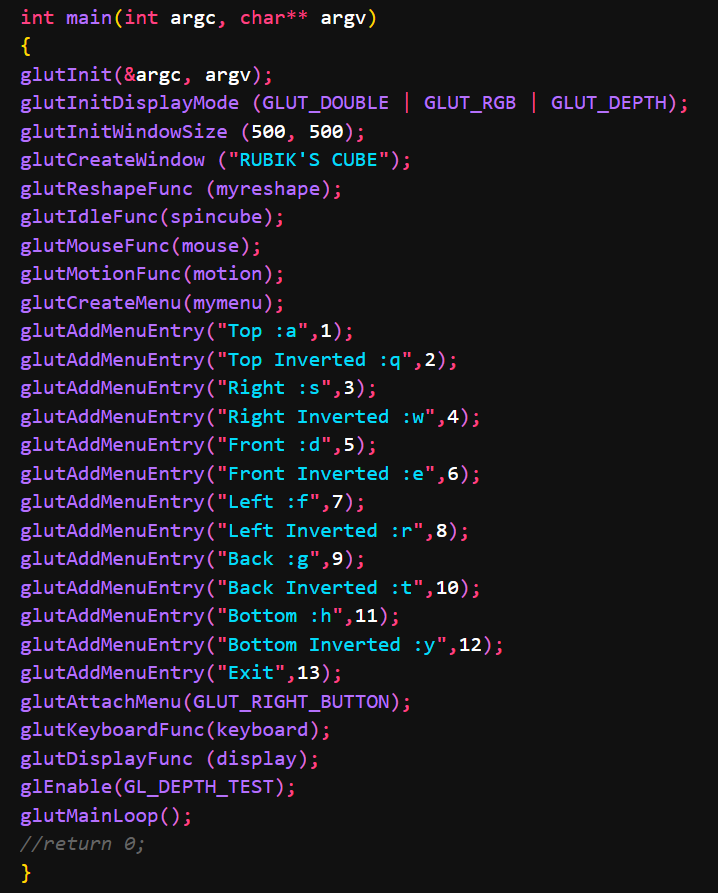 int main(int argc, char** argv)
{
glutInit(&argc, argv);
glutInitDisplayMode (GLUT_DOUBLE | GLUT_RGB | GLUT_DEPTH);
glutInitWindowSize (500, 500);
glutCreateWindow ("RUBIK'S CUBE");
glutReshapeFunc (myreshape);
glutIdleFunc(spincube);
glutMouseFunc(mouse);
glutMotionFunc(motion);
glutCreateMenu(mymenu);
glutAddMenuEntry("Top :a",1);
glutAddMenuEntry("Top Inverted :q",2);
glutAddMenuEntry("Right :s",3);
glutAddMenuEntry("Right Inverted :w",4);
glutAddMenuEntry("Front :d",5);
glutAddMenuEntry("Front Inverted :e",6);
glutAddMenuEntry("Left :f",7);
glutAddMenuEntry("Left Inverted :r",8);
glutAddMenuEntry("Back :g",9);
glutAddMenuEntry("Back Inverted :t",10);
glutAddMenuEntry("Bottom :h",11);
glutAddMenuEntry("Bottom Inverted :y",12);
glutAddMenuEntry("Exit",13);
glutAttachMenu(GLUT_RIGHT_BUTTON);
glutKeyboardFunc(keyboard);
glutDisplayFunc (display);
glEnable(GL_DEPTH_TEST);
glutMainLoop();
//return 0;
}